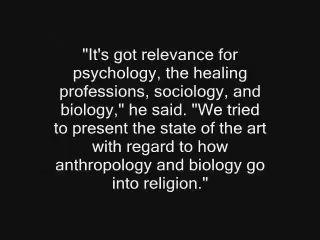 "It's got relevance for
psychology, the healing
professions, sociology, and
biology," he said. "We tried
to present the state of the art
with regard to how
anthropology and biology go
into religion."